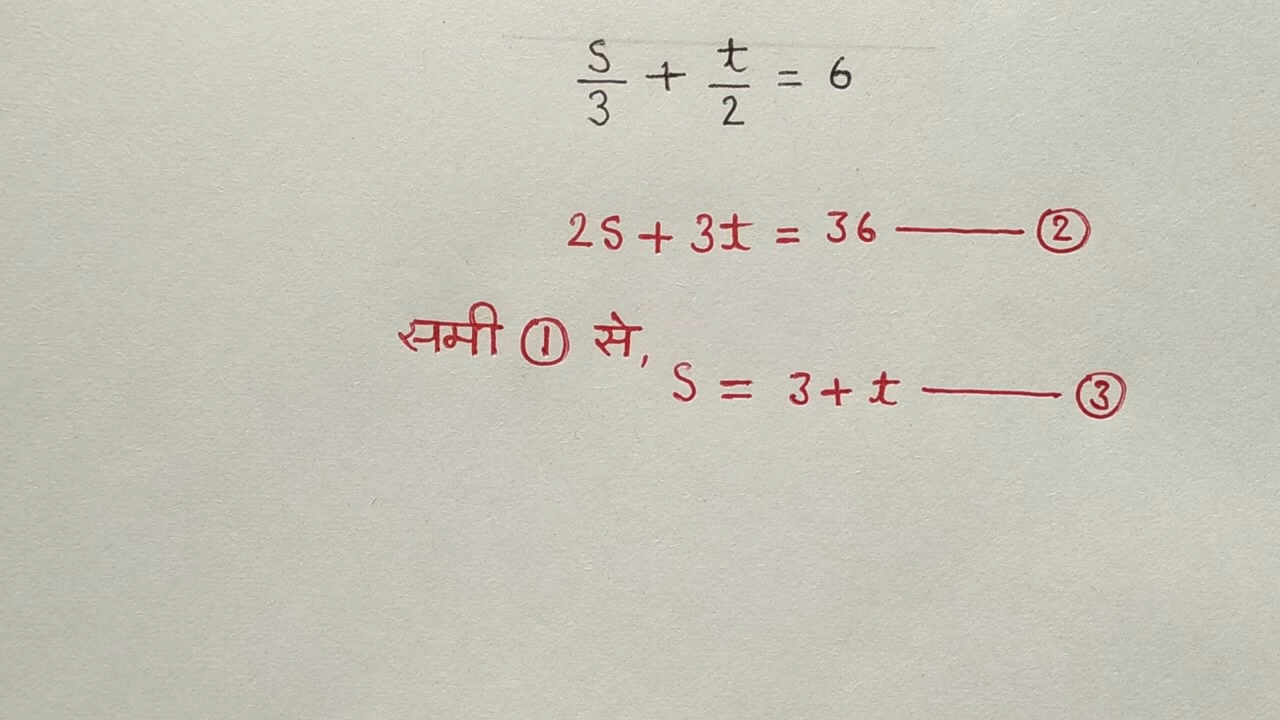 s/3 + t/2 = 6
2s + 3t = 36 —— ②
समी ① से,
s = 3 + t —— ③